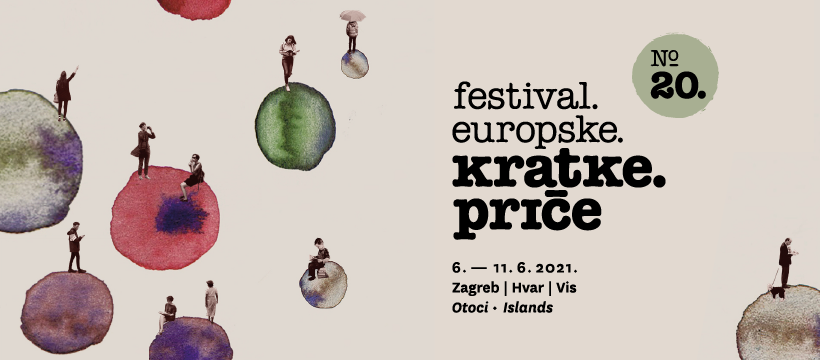 Nº
20.
festival.
europske.
kratke.
priče
6. — 11. 6. 2021.
Zagreb | Hvar | Vis
Otoci • Islands